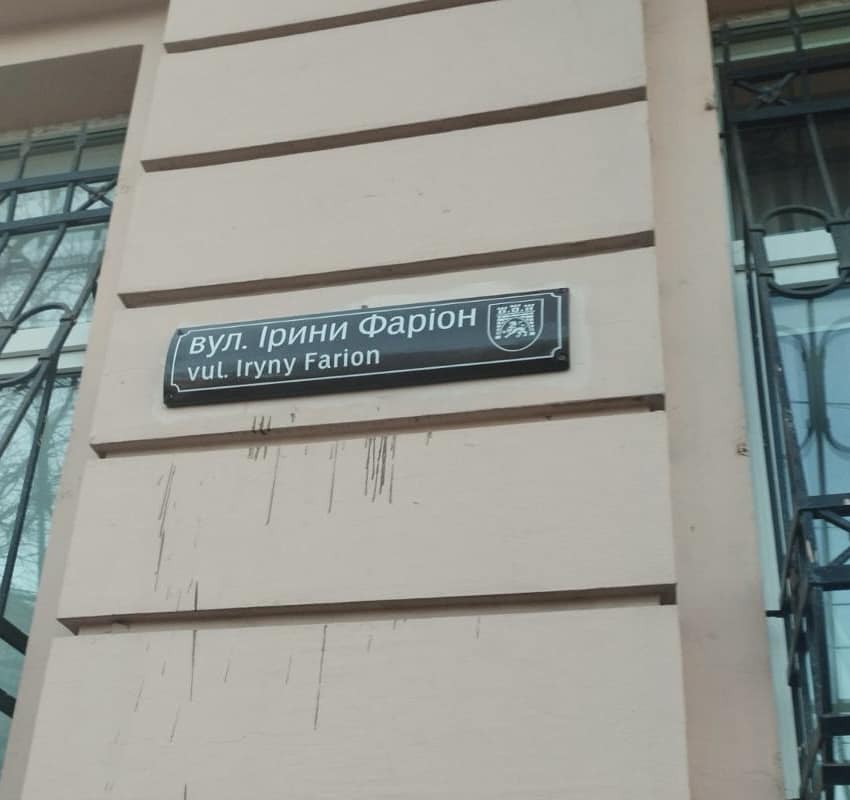 вул. Ірини Фаріон
vul. Iryny Farion